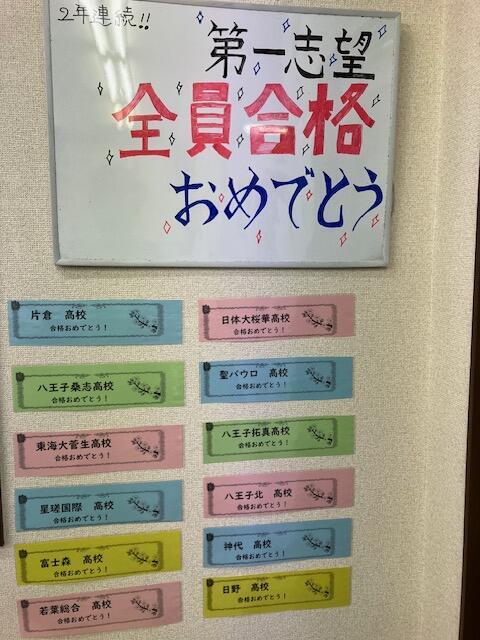 2年連続!!
第一志望
全員合格
おめでとう
片倉 高校
合格おめでとう!
八王子桑志高校
合格おめでとう!
東海大菅生高校
合格おめでとう!
星槎国際 高校
合格おめでとう!
富士森 高校
合格おめでとう!
若葉総合 高校
合格おめでとう!
日体大桜華高校
合格おめでとう!
聖パウロ 高校
合格おめでとう!
八王子拓真高校
合格おめでとう!
八王子北 高校
合格おめでとう!
神代 高校
合格おめでとう!
日野 高校
合格おめでとう!